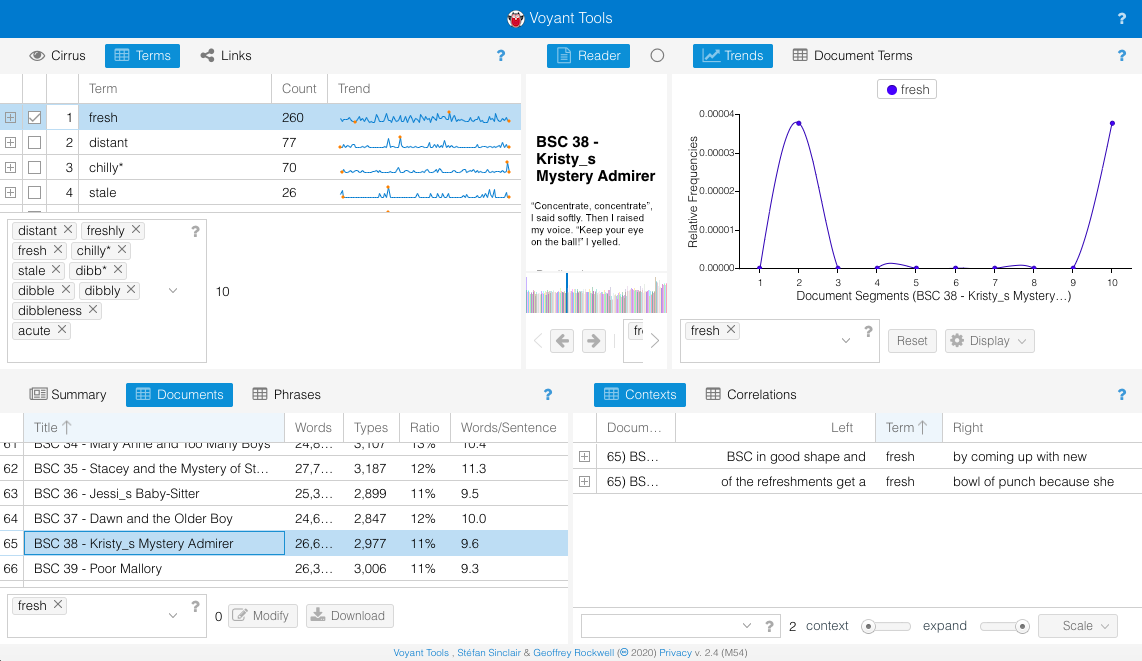 Voyant Tools
?
Cirrus Terms Links ?
Term Count Trend
1 fresh 260
2 distant 77
3 chilly* 70
4 stale 26
distant × freshly ×
fresh × chilly* ×
stale × dibb* ×
dibble × dibbly ×
dibbleness ×
acute ×
?
10
Reader
BSC 38 -
Kristy_s
Mystery Admirer
"Concentrate, concentrate",
I said softly. Then I raised
my voice. "Keep your eye
on the ball!" I yelled.
Trends Document Terms ?
fresh
Relative Frequencies
0.00004
0.00003
0.00002
0.00001
0.00000
1 2 3 4 5 6 7 8 9 10
Document Segments (BSC 38 - Kristy_s Mystery…)
fresh × ? Reset Display
Summary Documents Phrases ?
Title Words Types Ratio Words/Sentence
61 BSC 34 - Mary Anne and Too Many Boys 24,8… 3,107 13% 10.4
62 BSC 35 - Stacey and the Mystery of St… 27,7… 3,187 12% 11.3
63 BSC 36 - Jessi_s Baby-Sitter 25,3… 2,899 11% 9.5
64 BSC 37 - Dawn and the Older Boy 24,6… 2,847 12% 10.0
65 BSC 38 - Kristy_s Mystery Admirer 26,6… 2,977 11% 9.6
66 BSC 39 - Poor Mallory 26,3… 3,006 11% 9.3
fresh × ? 0 Modify Download
Contexts Correlations ?
Docum… Left Term Right
65) BS… BSC in good shape and fresh by coming up with new
65) BS… of the refreshments get a fresh bowl of punch because she
? 2 context expand Scale
Voyant Tools , Stéfan Sinclair & Geoffrey Rockwell (© 2020) Privacy v. 2.4 (M54)